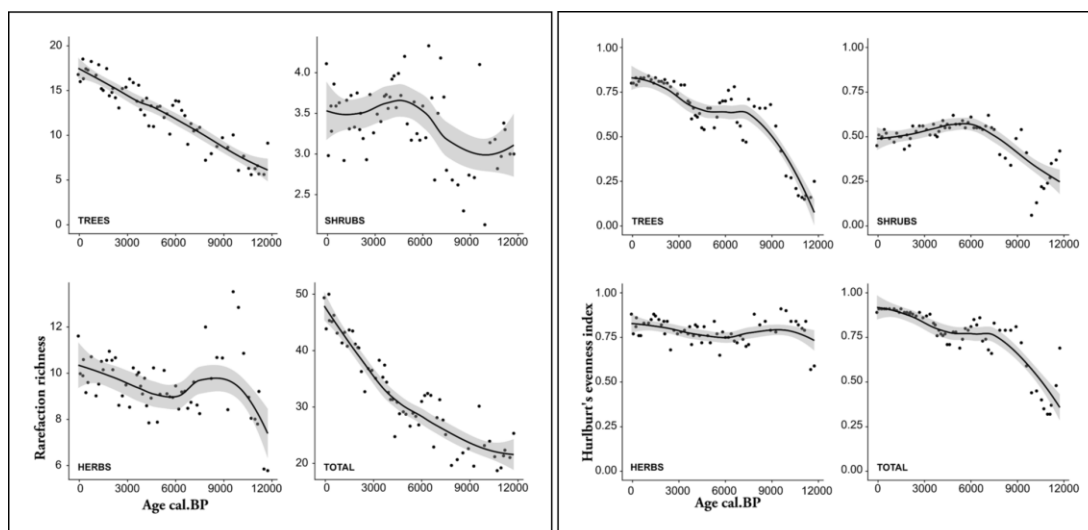 20
15
10
5
0
TREES
0 3000 6000 9000 12000
4.0
3.5
3.0
2.5
SHRUBS
0 3000 6000 9000 12000
12
10
8
6
HERBS
0 3000 6000 9000 12000
50
40
30
20
TOTAL
0 3000 6000 9000 12000
Rarefaction richness
Age cal.BP
1.00
0.75
0.50
0.25
0.00
TREES
0 3000 6000 9000 12000
1.00
0.75
0.50
0.25
0.00
SHRUBS
0 3000 6000 9000 12000
1.00
0.75
0.50
0.25
0.00
HERBS
0 3000 6000 9000 12000
1.00
0.75
0.50
0.25
0.00
TOTAL
0 3000 6000 9000 12000
Hurlburt's evenness index
Age cal.BP